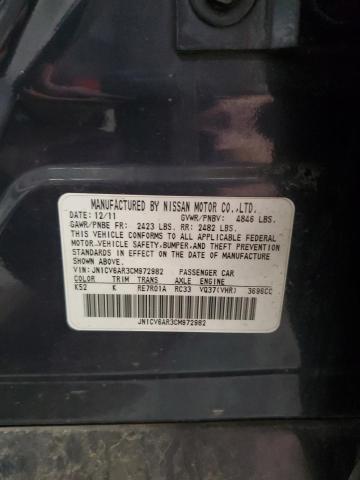 MANUFACTURED BY NISSAN MOTOR CO.,LTD.
DATE: 12/11 GVWR/PNBV: 4846 LBS.
GAWR/PNBE FR: 2423 LBS. RR: 2482 LBS.
THIS VEHICLE CONFORMS TO ALL APPLICABLE FEDERAL
MOTOR-VEHICLE SAFETY, BUMPER, AND THEFT PREVENTION
STANDARDS IN EFFECT ON THE DATE OF MANUFACTURE
SHOWN ABOVE.
VIN: JN1CV6AR3CM972982 PASSENGER CAR
COLOR TRIM TRANS AXLE ENGINE
K52 K RE7R01A RC33 VQ37(VHR) 3696CC
JN1CV6AR3CM972982